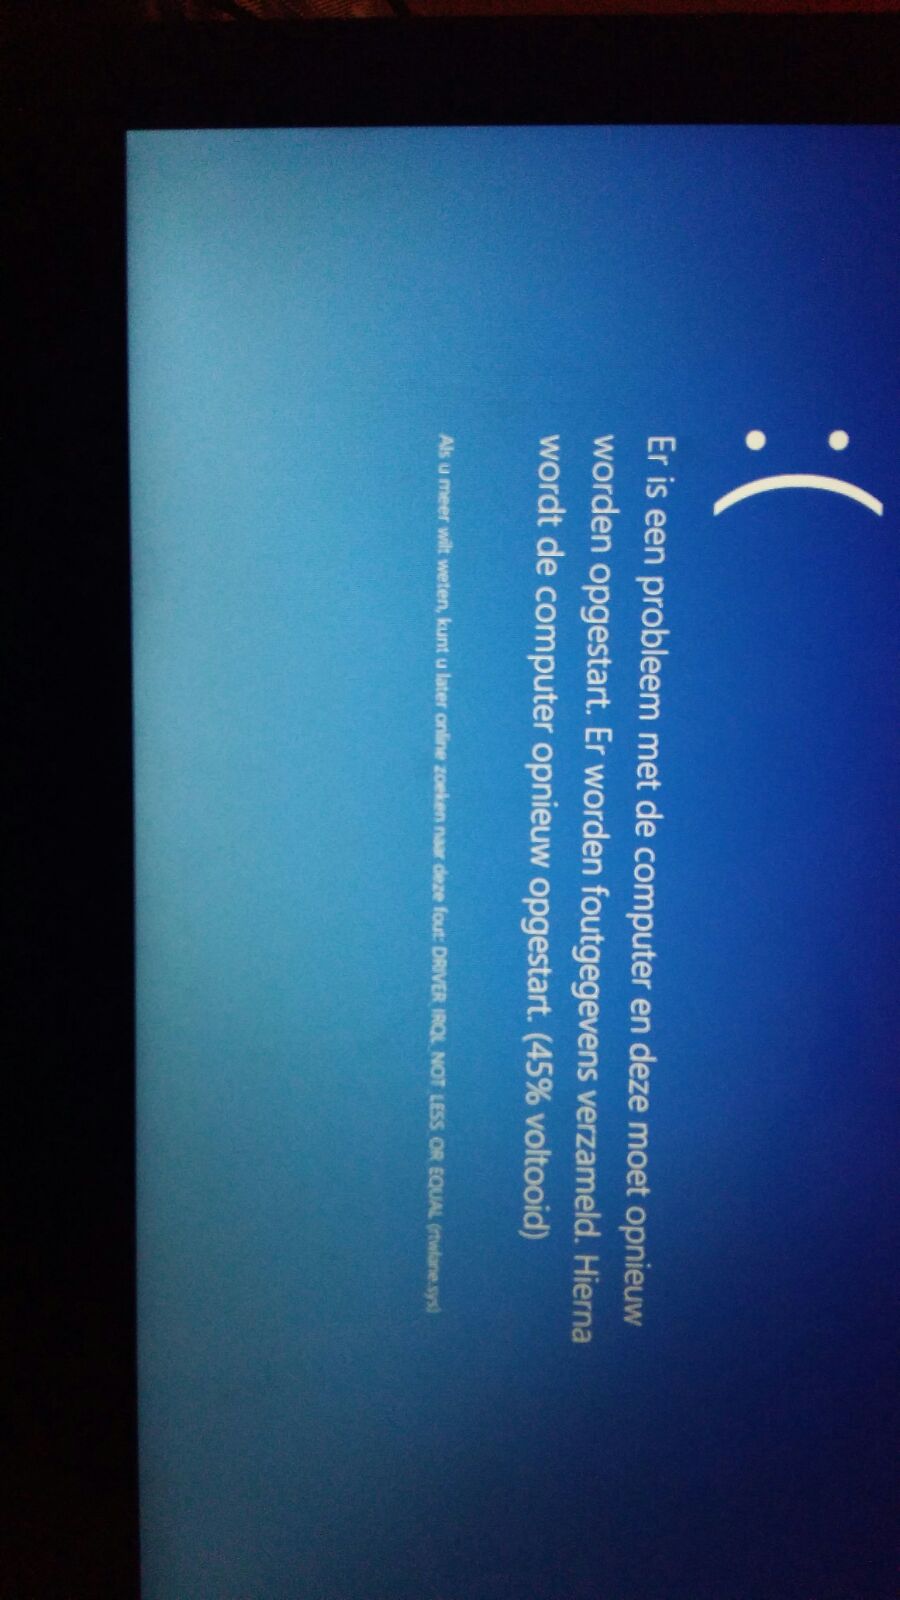 :(
Er is een probleem met de computer en deze moet opnieuw
worden opgestart. Er worden foutgegevens verzameld. Hierna
wordt de computer opnieuw opgestart. (45% voltooid)
Als u meer wilt weten, kunt u later online zoeken naar deze fout: DRIVER_IRQL_NOT_LESS_OR_EQUAL (rtwlane.sys)